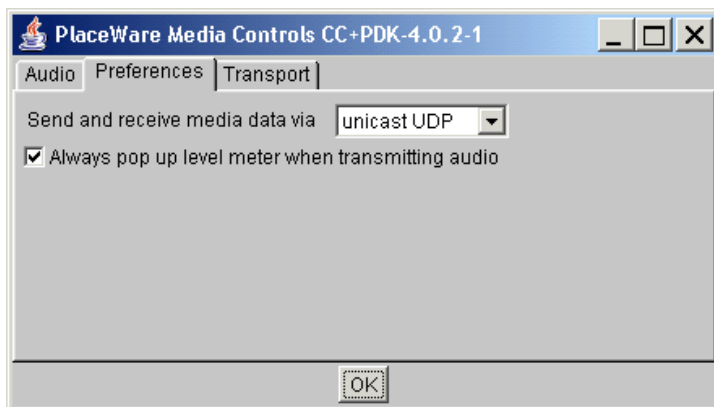 PlaceWare Media Controls CC+PDK-4.0.2-1
Audio Preferences Transport
Send and receive media data via unicast UDP
Always pop up level meter when transmitting audio
OK